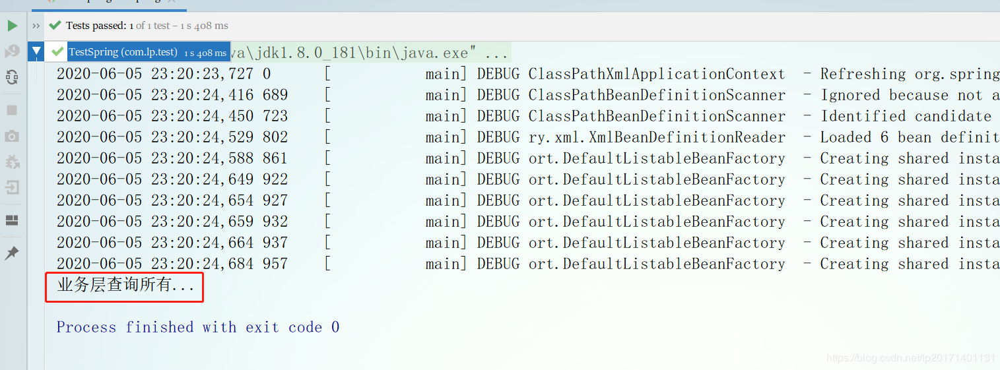 Tests passed: 1 of 1 test – 1 s 408 ms
TestSpring (com.lp.test) 1 s 408 ms va\jdk1.8.0_181\bin\java.exe" ...
2020-06-05 23:20:23,727 0 [ main] DEBUG ClassPathXmlApplicationContext - Refreshing org.spring
2020-06-05 23:20:24,416 689 [ main] DEBUG ClassPathBeanDefinitionScanner - Ignored because not a
2020-06-05 23:20:24,450 723 [ main] DEBUG ClassPathBeanDefinitionScanner - Identified candidate
2020-06-05 23:20:24,529 802 [ main] DEBUG ry.xml.XmlBeanDefinitionReader - Loaded 6 bean definit
2020-06-05 23:20:24,588 861 [ main] DEBUG ort.DefaultListableBeanFactory - Creating shared insta
2020-06-05 23:20:24,649 922 [ main] DEBUG ort.DefaultListableBeanFactory - Creating shared insta
2020-06-05 23:20:24,654 927 [ main] DEBUG ort.DefaultListableBeanFactory - Creating shared insta
2020-06-05 23:20:24,659 932 [ main] DEBUG ort.DefaultListableBeanFactory - Creating shared insta
2020-06-05 23:20:24,664 937 [ main] DEBUG ort.DefaultListableBeanFactory - Creating shared insta
2020-06-05 23:20:24,684 957 [ main] DEBUG ort.DefaultListableBeanFactory - Creating shared insta
业务层查询所有...
Process finished with exit code 0
https://blog.csdn.net/lp20171401131